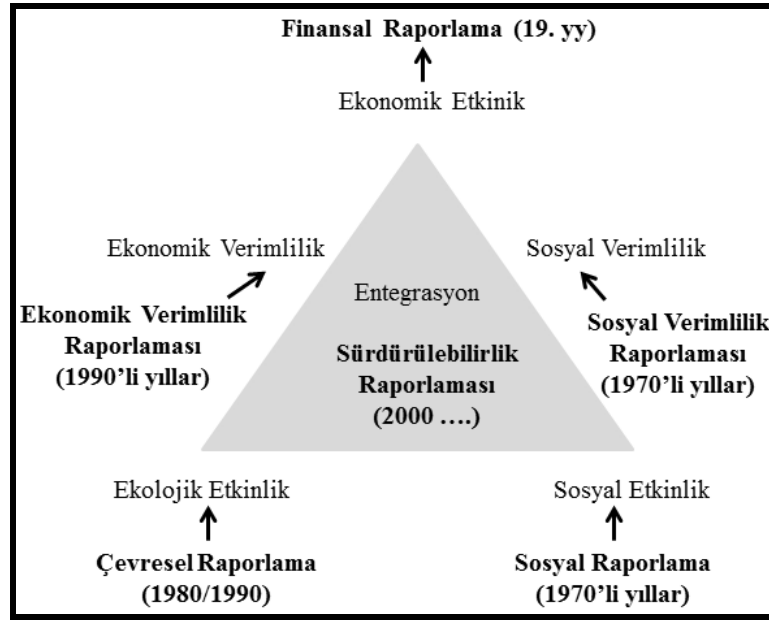 Finansal Raporlama (19. yy)
Ekonomik Etkinik
Ekonomik Verimlilik
Sosyal Verimlilik
Ekonomik Verimlilik
Raporlaması
(1990’li yıllar)
Entegrasyon
Sürdürülebilirlik
Raporlaması
(2000 ….)
Sosyal Verimlilik
Raporlaması
(1970’li yıllar)
Ekolojik Etkinlik
Sosyal Etkinlik
Çevresel Raporlama
(1980/1990)
Sosyal Raporlama
(1970’li yıllar)